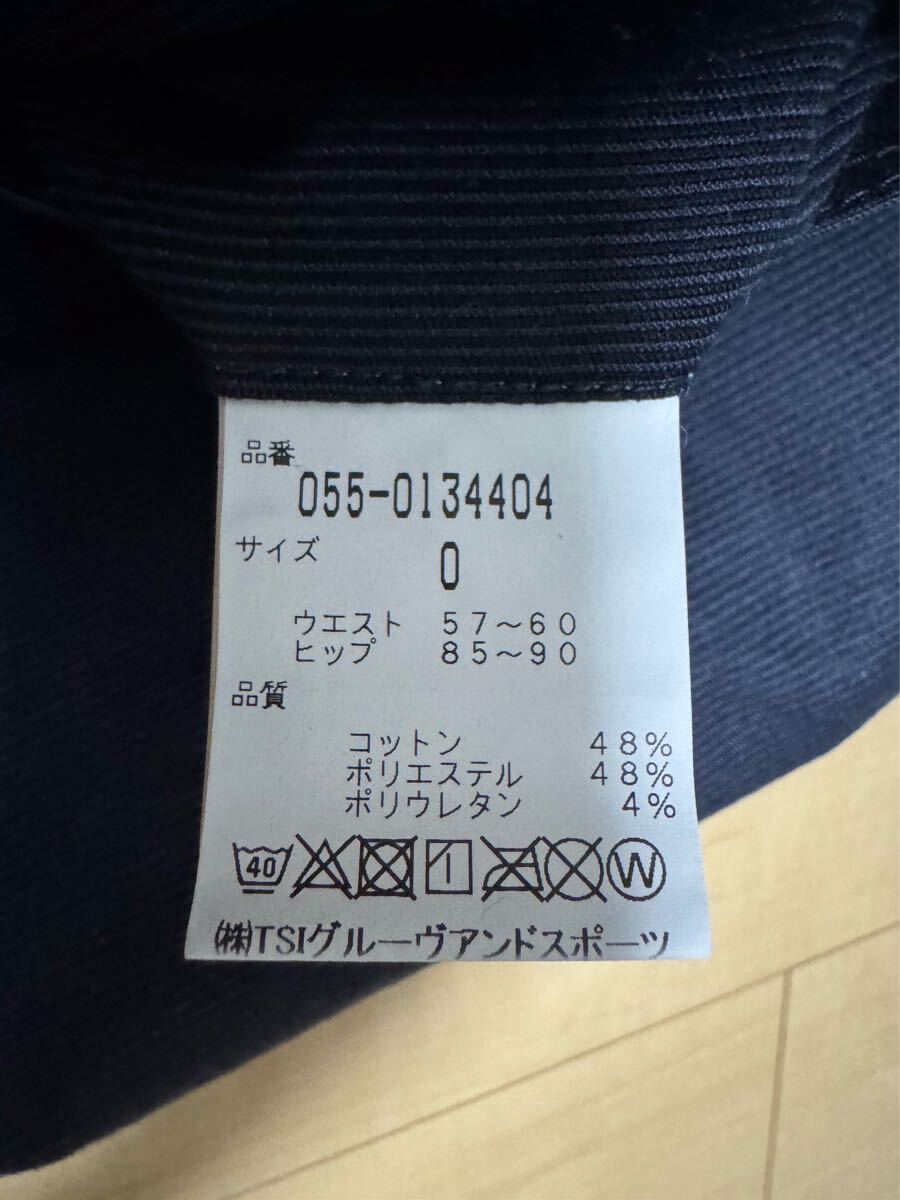 品番
055-0134404
サイズ 0
ウエスト 57~60
ヒップ 85~90
品質
コットン 48%
ポリエステル 48%
ポリウレタン 4%
40 W
㈱TSIグルーヴアンドスポーツ